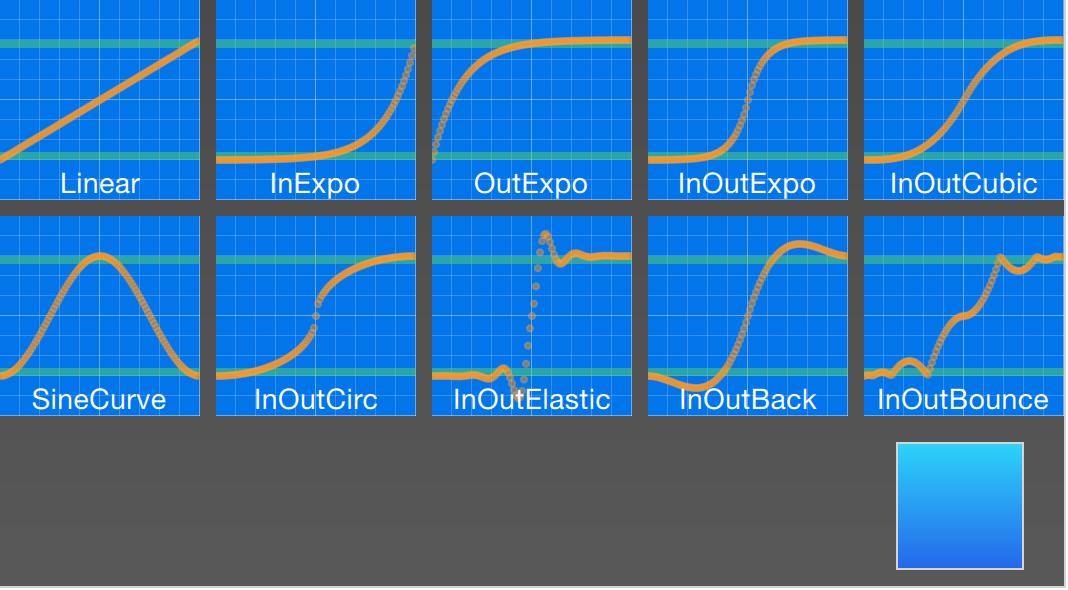 Linear
InExpo
OutExpo
InOutExpo
InOutCubic
SineCurve
InOutCirc
InOutElastic
InOutBack
InOutBounce